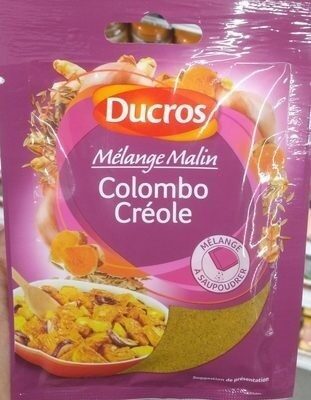 Ducros
Mélange Malin
Colombo
Créole
MÉLANGE
À SAUPOUDRER
Suggestion de présentation